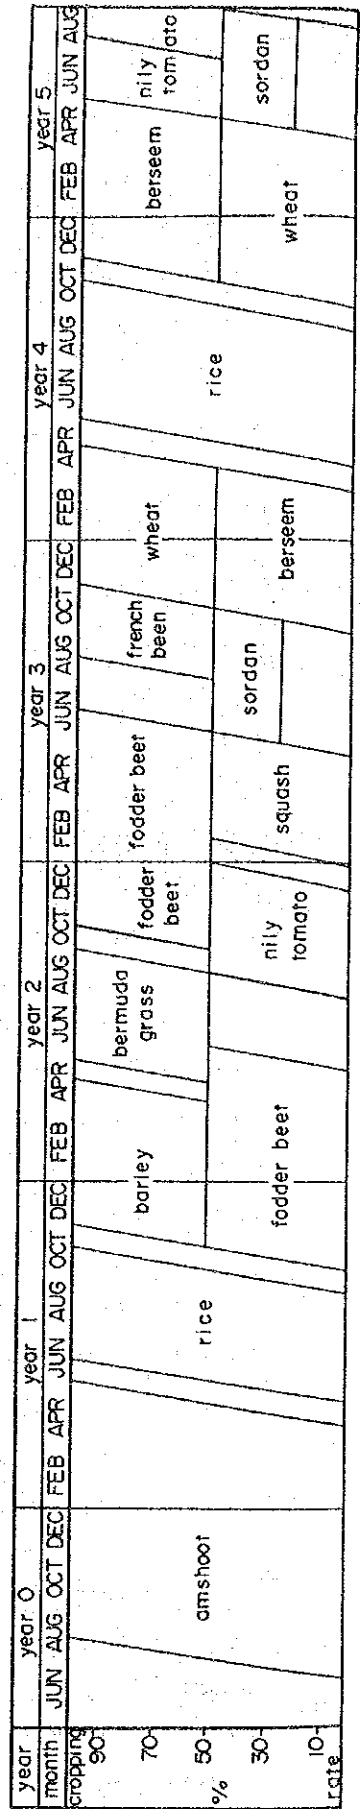 year year 0 year 1 year 2 year 3 year 4 year 5
month JUN AUG OCT DEC FEB APR JUN AUG OCT DEC FEB APR JUN AUG OCT DEC FEB APR JUN AUG OCT DEC FEB APR JUN AUG OCT DEC FEB APR JUN AUG
cropping
90
70
50
%
30
10
rate
amshoot
rice
barley
fodder beet
bermuda
grass
nily
tomato
fodder
beet
fodder beet
squash
french
been
sordan
wheat
berseem
rice
berseem
wheat
nily
tomato
sordan